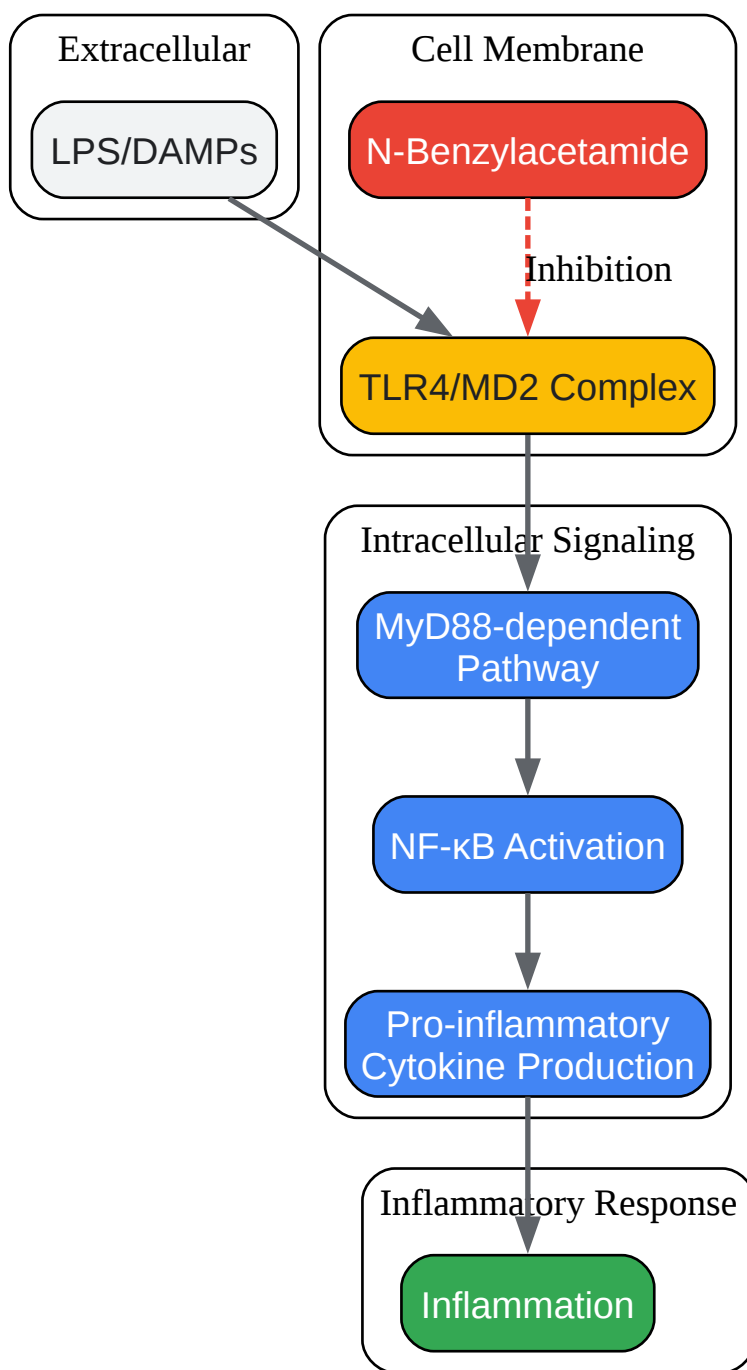 Extracellular
LPS/DAMPs
Cell Membrane
N-Benzylacetamide
Inhibition
TLR4/MD2 Complex
Intracellular Signaling
MyD88-dependent
Pathway
NF-κB Activation
Pro-inflammatory
Cytokine Production
Inflammatory Response
Inflammation